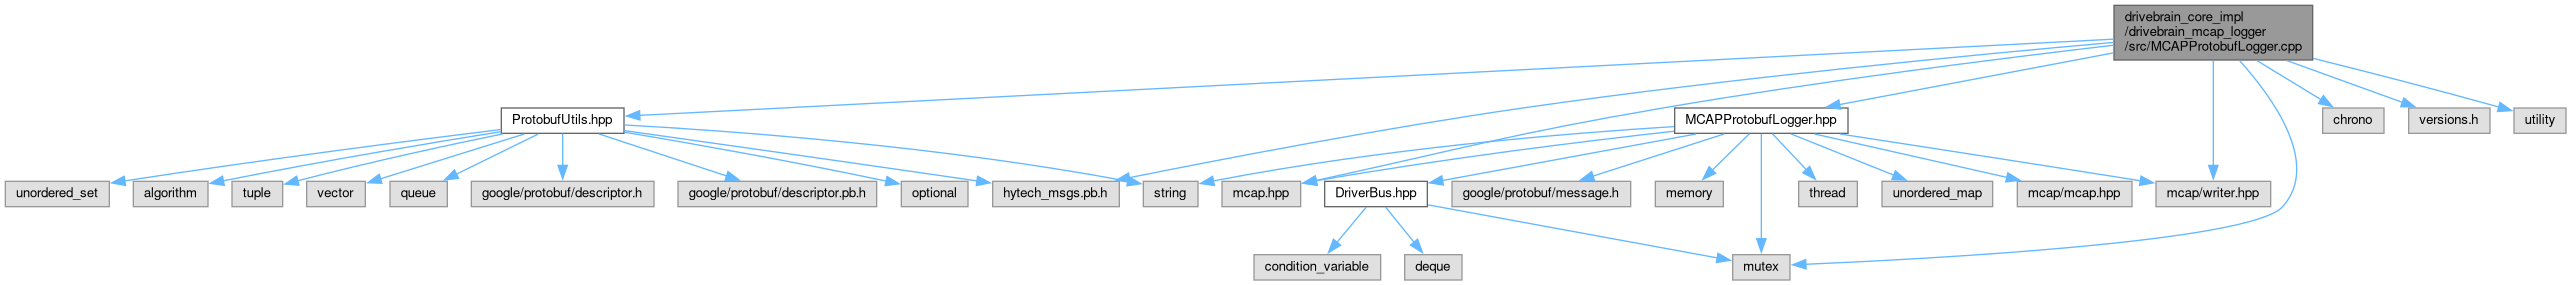 drivebrain_core_impl
/drivebrain_mcap_logger
/src/MCAPProtobufLogger.cpp
ProtobufUtils.hpp
MCAPProtobufLogger.hpp
chrono
versions.h
utility
unordered_set
algorithm
tuple
vector
queue
google/protobuf/descriptor.h
google/protobuf/descriptor.pb.h
optional
hytech_msgs.pb.h
string
mcap.hpp
DriverBus.hpp
google/protobuf/message.h
memory
thread
unordered_map
mcap/mcap.hpp
mcap/writer.hpp
condition_variable
deque
mutex